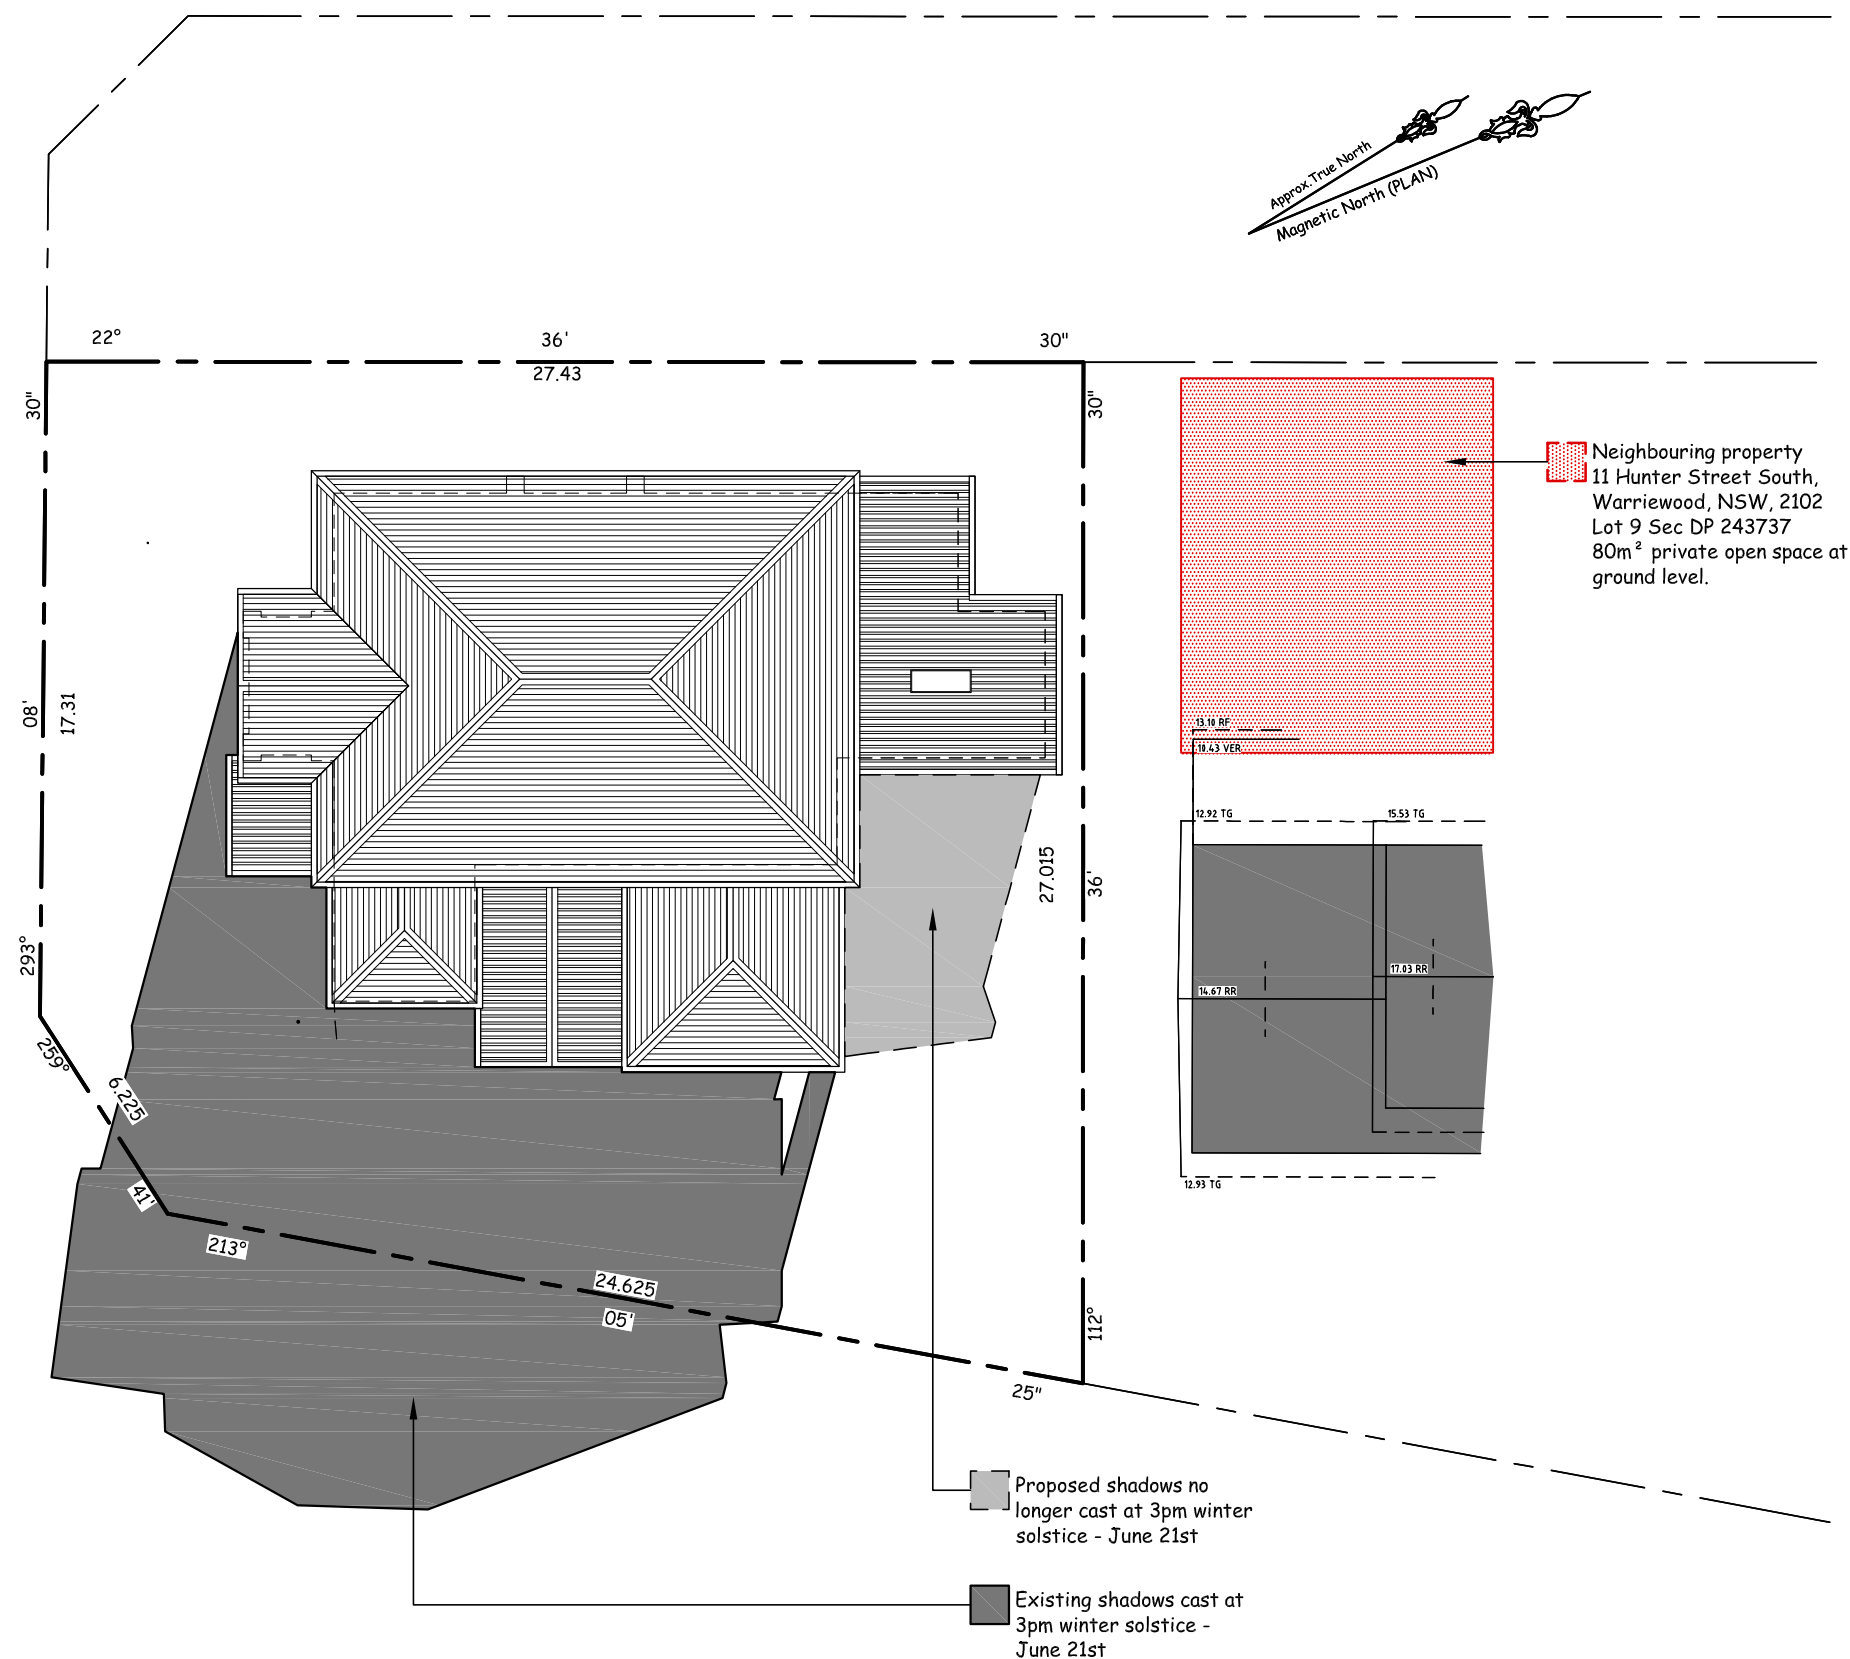 Approx.True North
Magnetic North (PLAN)
22°
36'
30"
27.43
30"
30"
Neighbouring property
11 Hunter Street South,
Warriewood, NSW, 2102
Lot 9 Sec DP 243737
80m² private open space at
ground level.
08'
17.31
13.10 RF
10.43 VER
12.92 TG
15.53 TG
27.015
36'
293°
17.03 RR
14.67 RR
259°
6.225
41'
12.93 TG
213°
24.625
05'
112°
25"
Proposed shadows no
longer cast at 3pm winter
solstice - June 21st
Existing shadows cast at
3pm winter solstice -
June 21st